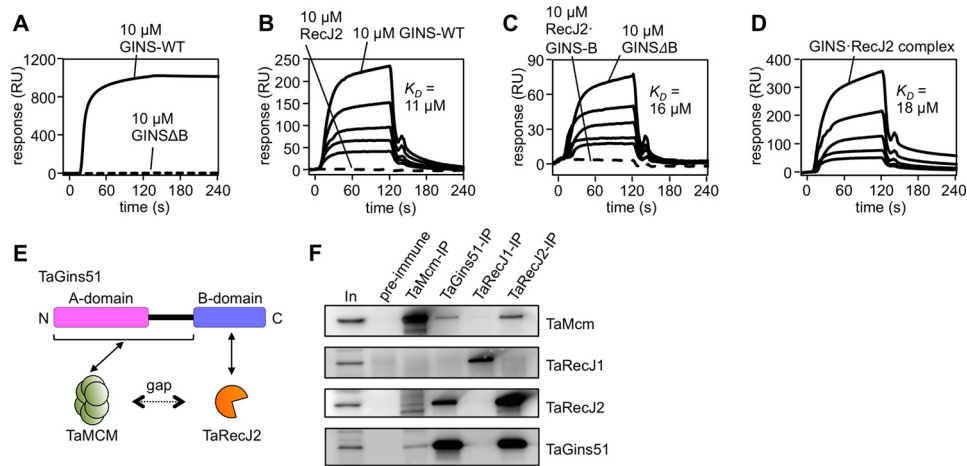 A
10 μM
GINS-WT
1200
1000
800
400
0
response (RU)
10 μM
GINSΔB
0 60 120 180 240
time (s)
B
10 μM
RecJ2
10 μM GINS-WT
250
200
150
100
50
0
response (RU)
K_D =
11 μM
0 60 120 180 240
time (s)
C
10 μM
RecJ2·
GINS-B
10 μM
GINSΔB
90
60
30
0
response (RU)
K_D =
16 μM
0 60 120 180 240
time (s)
D
GINS·RecJ2 complex
400
300
200
100
0
response (RU)
K_D =
18 μM
0 60 120 180 240
time (s)
E
TaGins51
A-domain
B-domain
N
C
gap
TaMCM
TaRecJ2
F
In
pre-immune
TaMcm-IP
TaGins51-IP
TaRecJ1-IP
TaRecJ2-IP
TaMcm
TaRecJ1
TaRecJ2
TaGins51